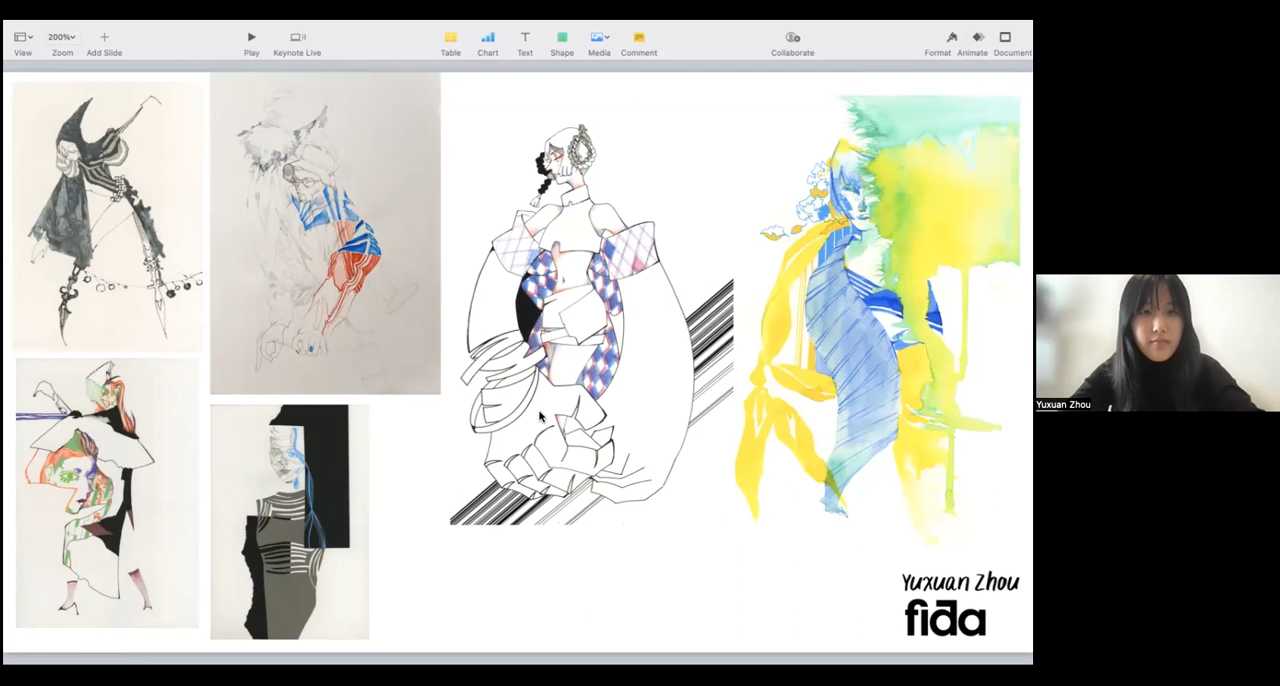 200%
View
Zoom
Add Slide
Play
Keynote Live
Table
Chart
Text
Shape
Media
Comment
Collaborate
Format
Animate
Document
Yuxuan Zhou
Yuxuan Zhou
fida